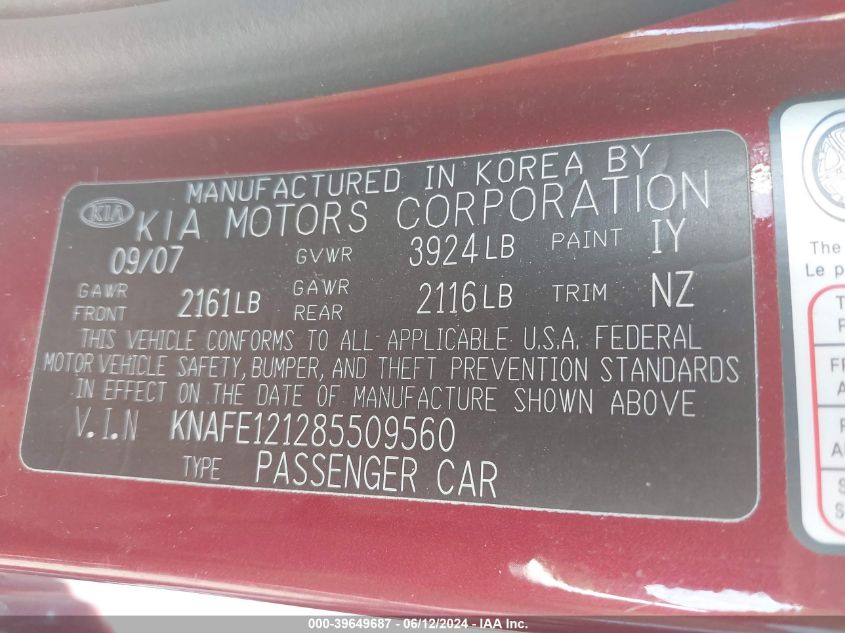 MANUFACTURED IN KOREA BY
KIA KIA MOTORS CORPORATION
09/07 GVWR 3924LB PAINT IY
GAWR FRONT 2161LB GAWR REAR 2116LB TRIM NZ
THIS VEHICLE CONFORMS TO ALL APPLICABLE U.S.A. FEDERAL
MOTOR VEHICLE SAFETY, BUMPER, AND THEFT PREVENTION STANDARDS
IN EFFECT ON THE DATE OF MANUFACTURE SHOWN ABOVE
V.I.N KNAFE121285509560
TYPE PASSENGER CAR
The
Le p
000-39649687 - 06/12/2024 - IAA, Inc.